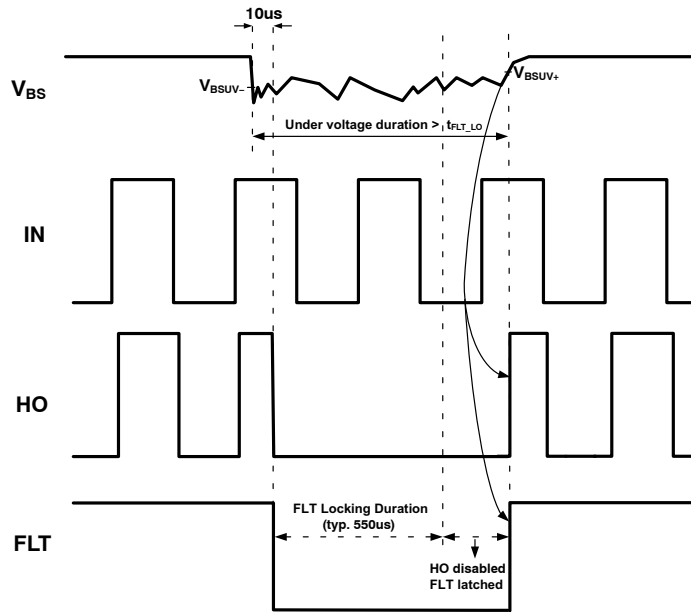 10us
VBS
VBSUV–
VBSUV+
Under voltage duration > tFLT_LO
IN
HO
FLT Locking Duration
(typ. 550us)
FLT
HO disabled
FLT latched